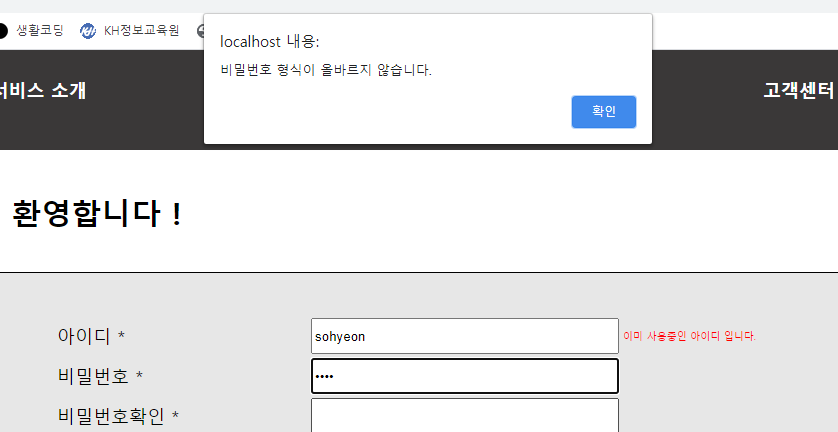 생활코딩 KH정보교육원
localhost 내용:
비밀번호 형식이 올바르지 않습니다.
확인
서비스 소개 고객센터
환영합니다 !
아이디 * sohyeon 이미 사용중인 아이디 입니다.
비밀번호 * ••••
비밀번호확인 *